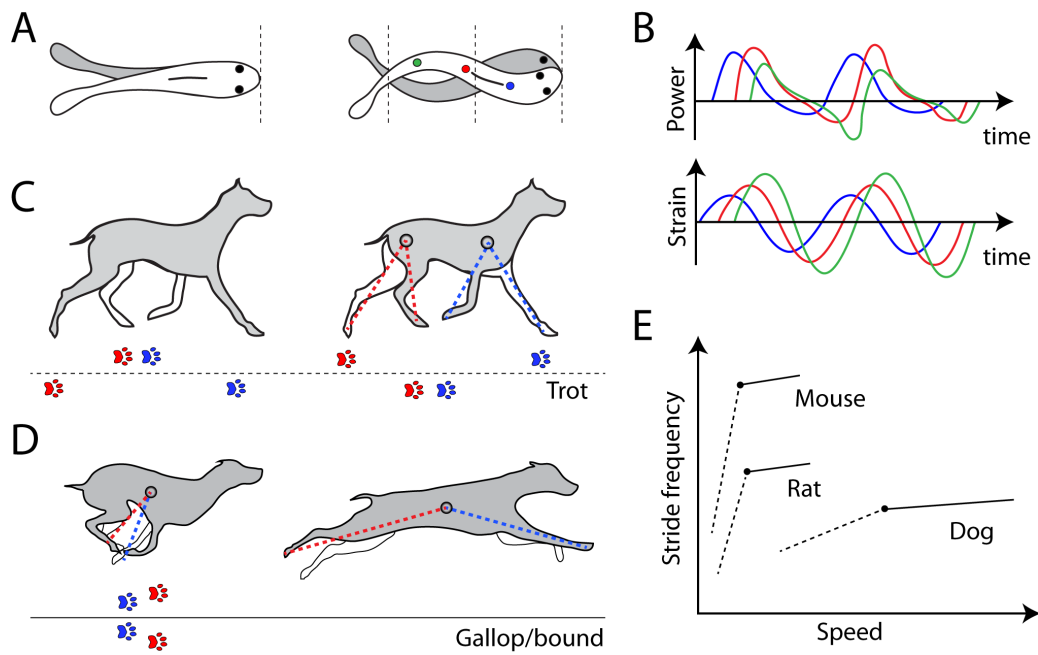 A
B
Power
time
Strain
time
C
Trot
D
Gallop/bound
E
Stride frequency
Mouse
Rat
Dog
Speed